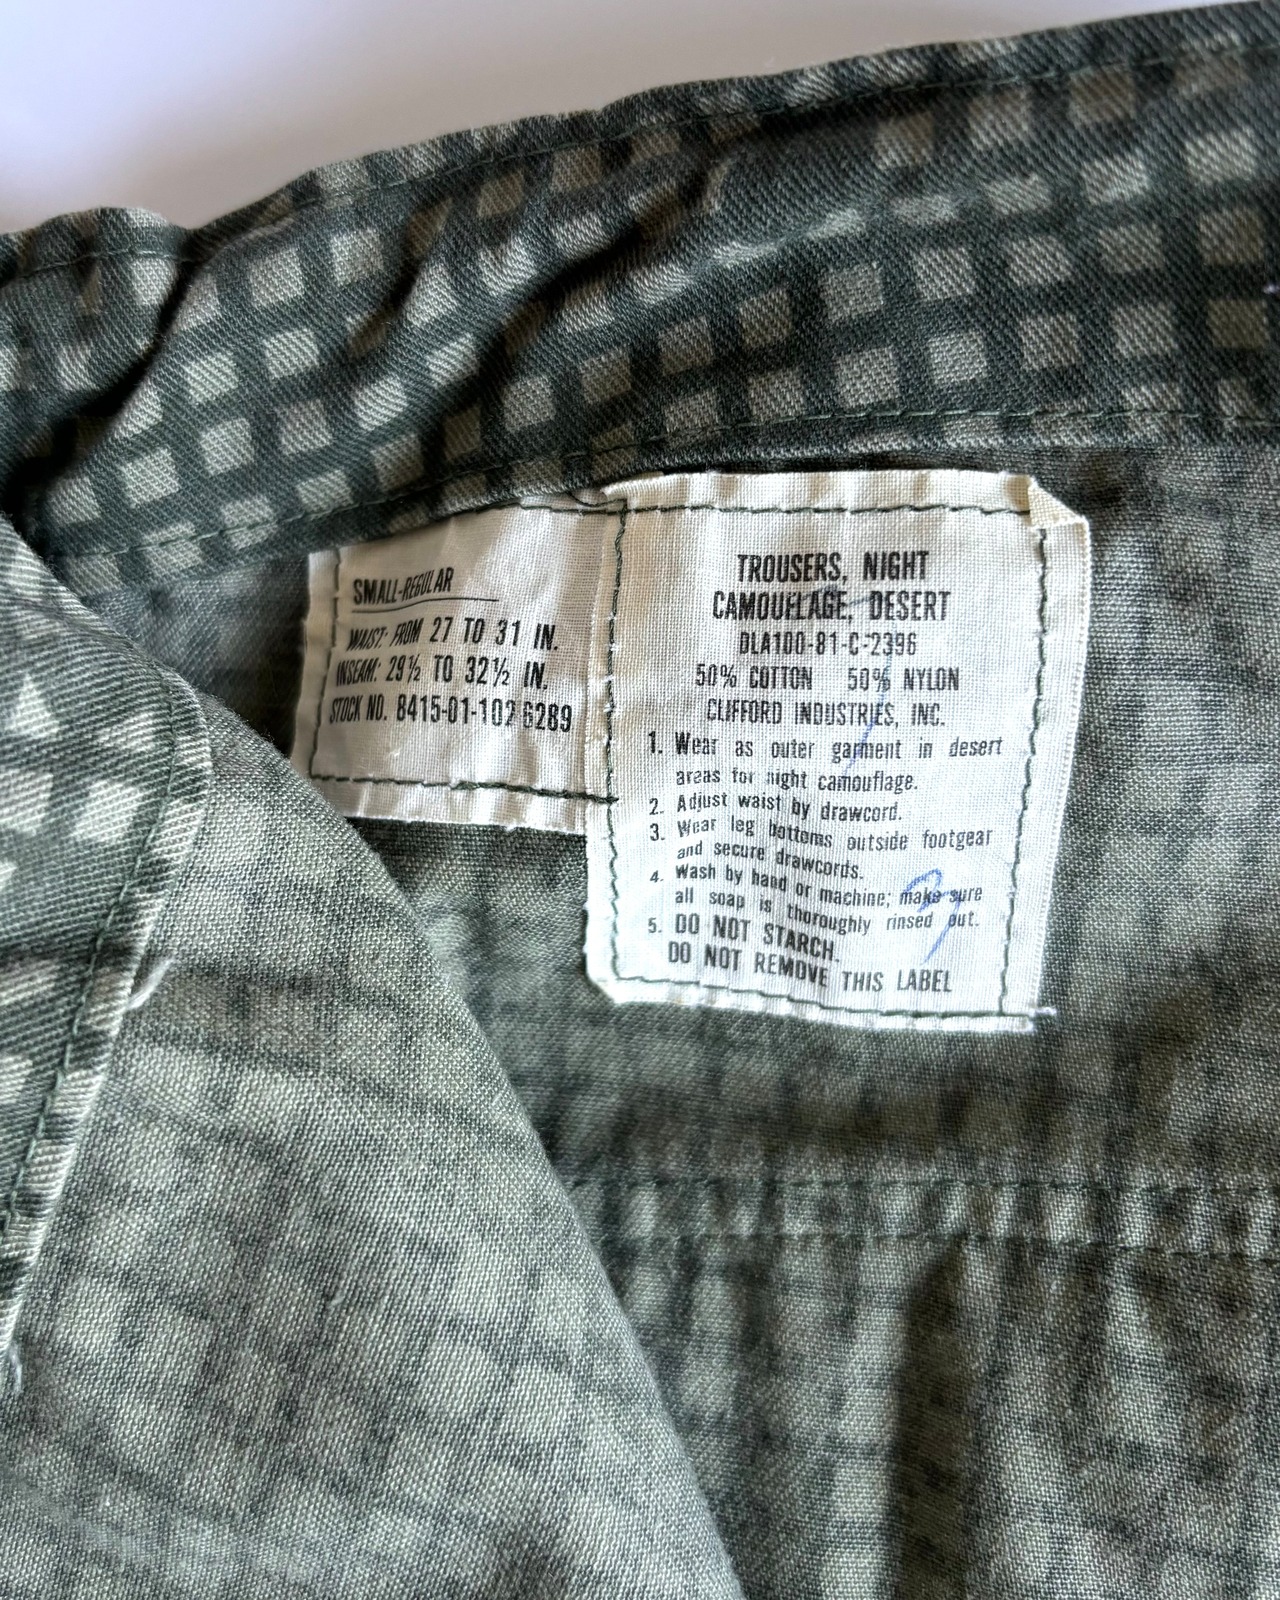 SMALL-REGULAR
WAIST: FROM 27 TO 31 IN.
INSEAM: 29½ TO 32½ IN.
STOCK NO. 8415-01-102 6289
TROUSERS, NIGHT
CAMOUFLAGE, DESERT
DLA100-81-C-2396
50% COTTON 50% NYLON
CLIFFORD INDUSTRIES, INC.
1. Wear as outer garment in desert
areas for night camouflage.
2. Adjust waist by drawcord.
3. Wear leg bottoms outside footgear
and secure drawcords.
4. Wash by hand or machine; make sure
all soap is thoroughly rinsed out.
5. DO NOT STARCH.
DO NOT REMOVE THIS LABEL